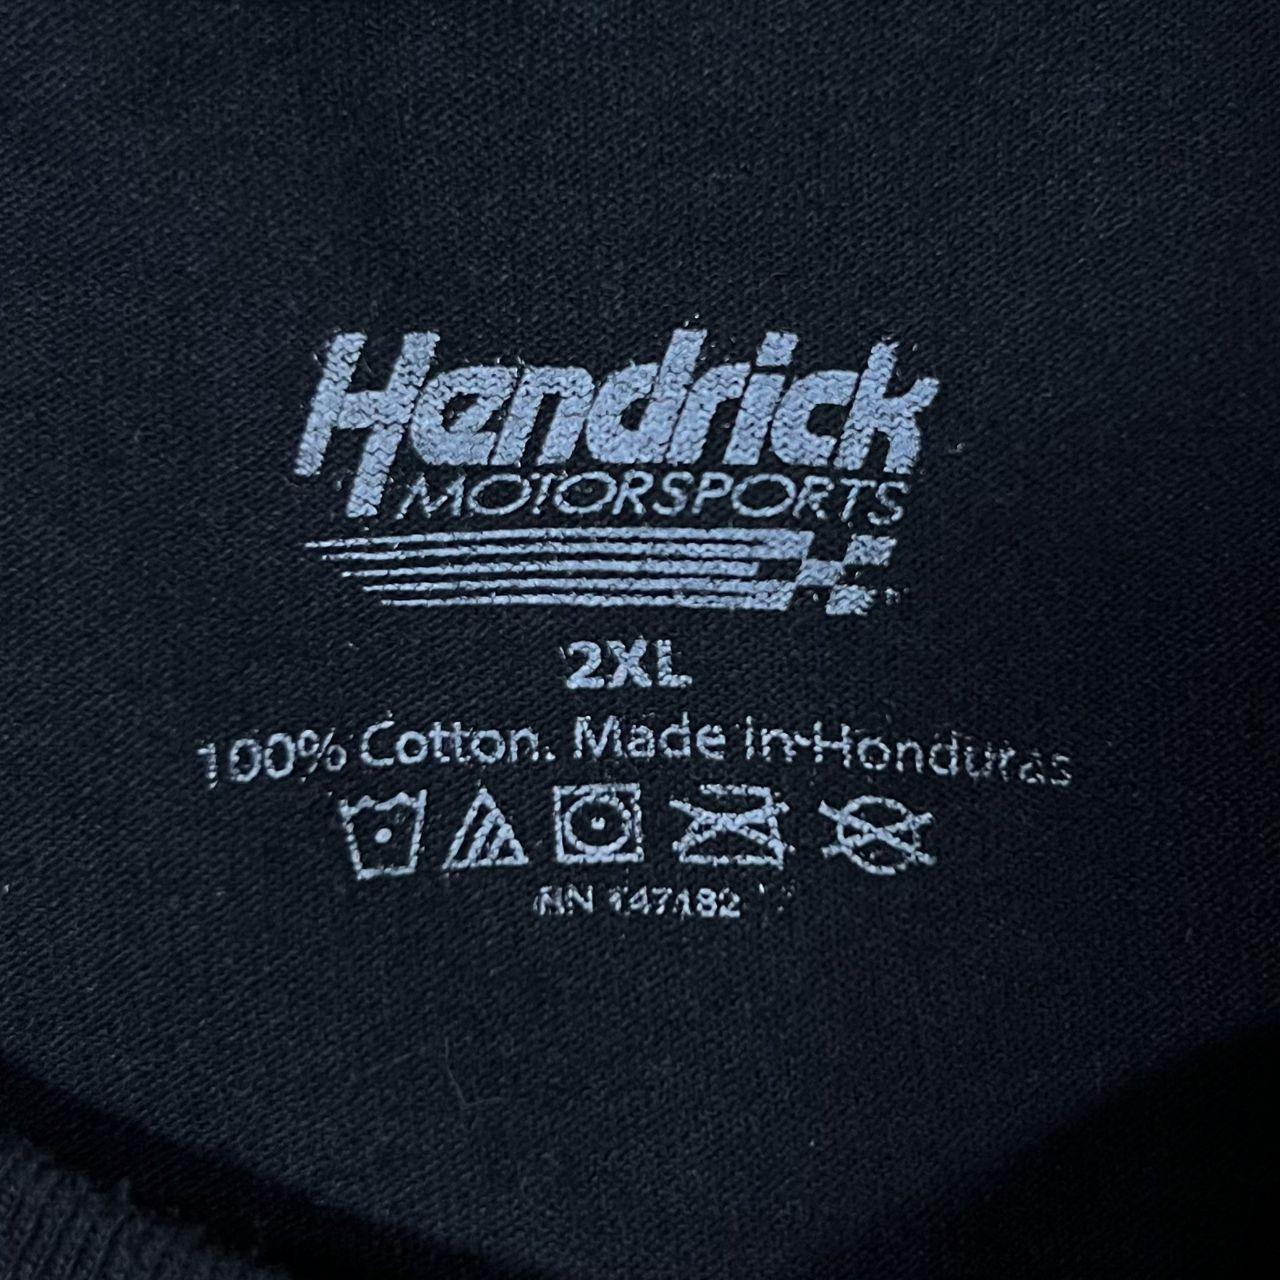 Hendrick
MOTORSPORTS
2XL
100% Cotton. Made in Honduras
RN 147182